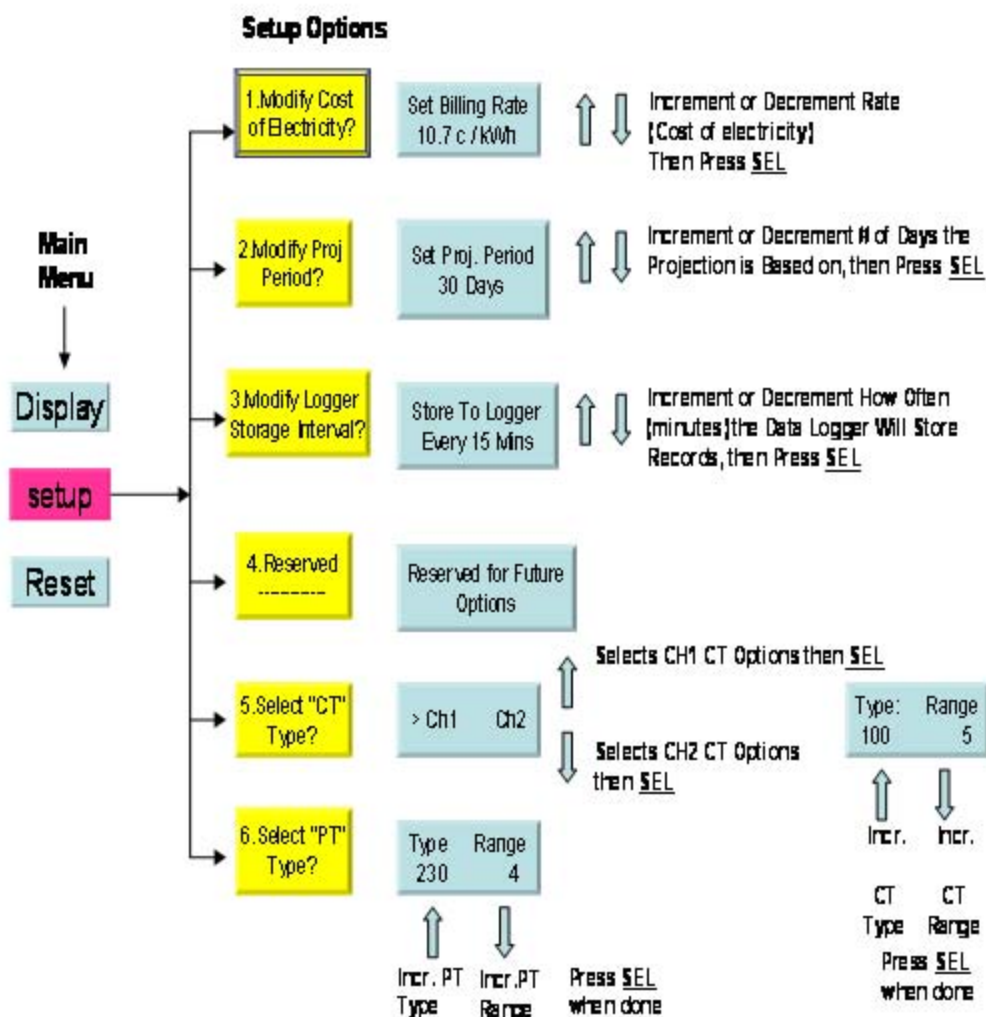 Setup Options
1.Modify Cost
of Electricity?
Set Billing Rate
10.7 c / kWh
Increment or Decrement Rate
(Cost of electricity)
Then Press SEL
Main
Menu
2.Modify Proj
Period?
Set Proj. Period
30 Days
Increment or Decrement # of Days the
Projection is Based on, then Press SEL
Display
3.Modify Logger
Storage Interval?
Store To Logger
Every 15 Mins
Increment or Decrement How Often
(minutes) the Data Logger Will Store
Records, then Press SEL
setup
Reset
4.Reserved
------------
Reserved for Future
Options
5.Select "CT"
Type?
> Ch1 Ch2
Selects CH1 CT Options then SEL
Selects CH2 CT Options
then SEL
Type: Range
100 5
Incr. Incr.
CT CT
Type Range
Press SEL
when done
6.Select "PT"
Type?
Type Range
230 4
Incr. PT Incr.PT
Type Range
Press SEL
when done